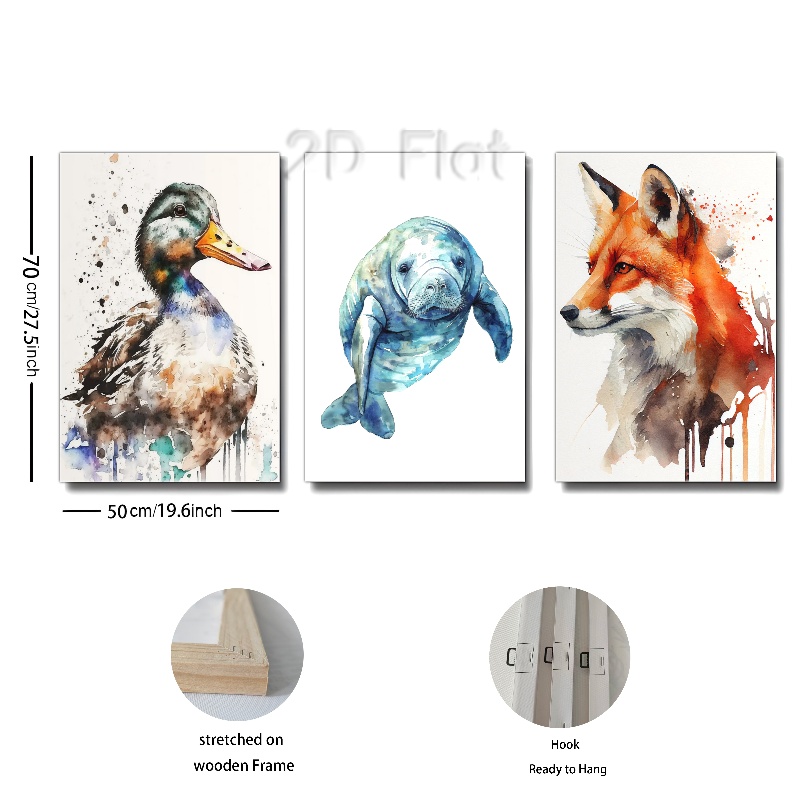 2D Flat
70 cm/27.5inch
50 cm/19.6inch
stretched on
wooden Frame
Hook
Ready to Hang